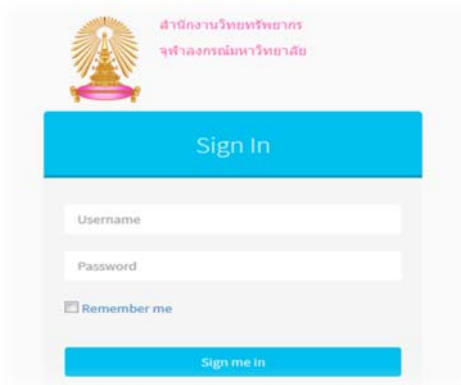 สำนักงานวิทยทรัพยากร
จุฬาลงกรณ์มหาวิทยาลัย
Sign In
Username
Password
Remember me
Sign me in